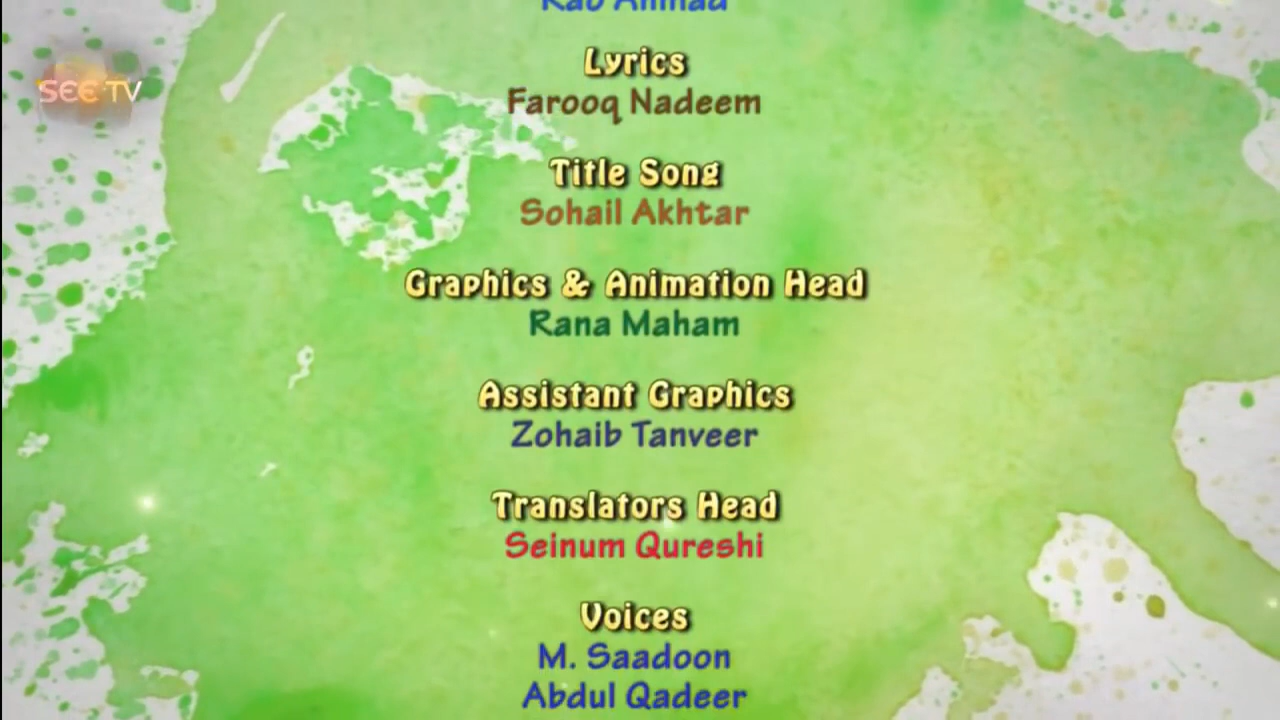 SEE TV
Lyrics
Farooq Nadeem
Title Song
Sohail Akhtar
Graphics & Animation Head
Rana Maham
Assistant Graphics
Zohaib Tanveer
Translators Head
Seinum Qureshi
Voices
M. Saadoon
Abdul Qadeer